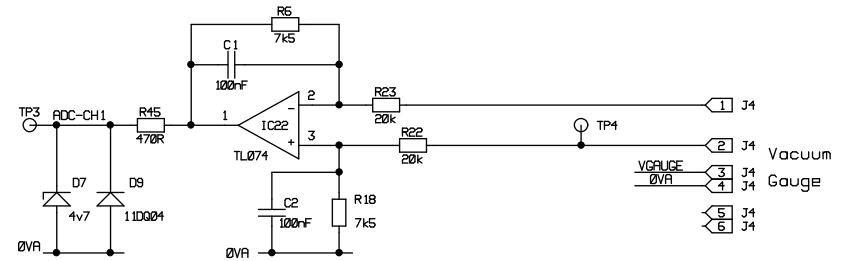 R6
7k5
C1
100nF
TP3
ADC-CH1
R45
470R
1
2
3
-
+
IC22
TL074
R23
20k
R22
20k
TP4
1 J4
2 J4
VGAUGE 3 J4
0VA 4 J4
5 J4
6 J4
Vacuum
Gauge
D7
4v7
D9
11DQ04
0VA
C2
100nF
R18
7k5
0VA